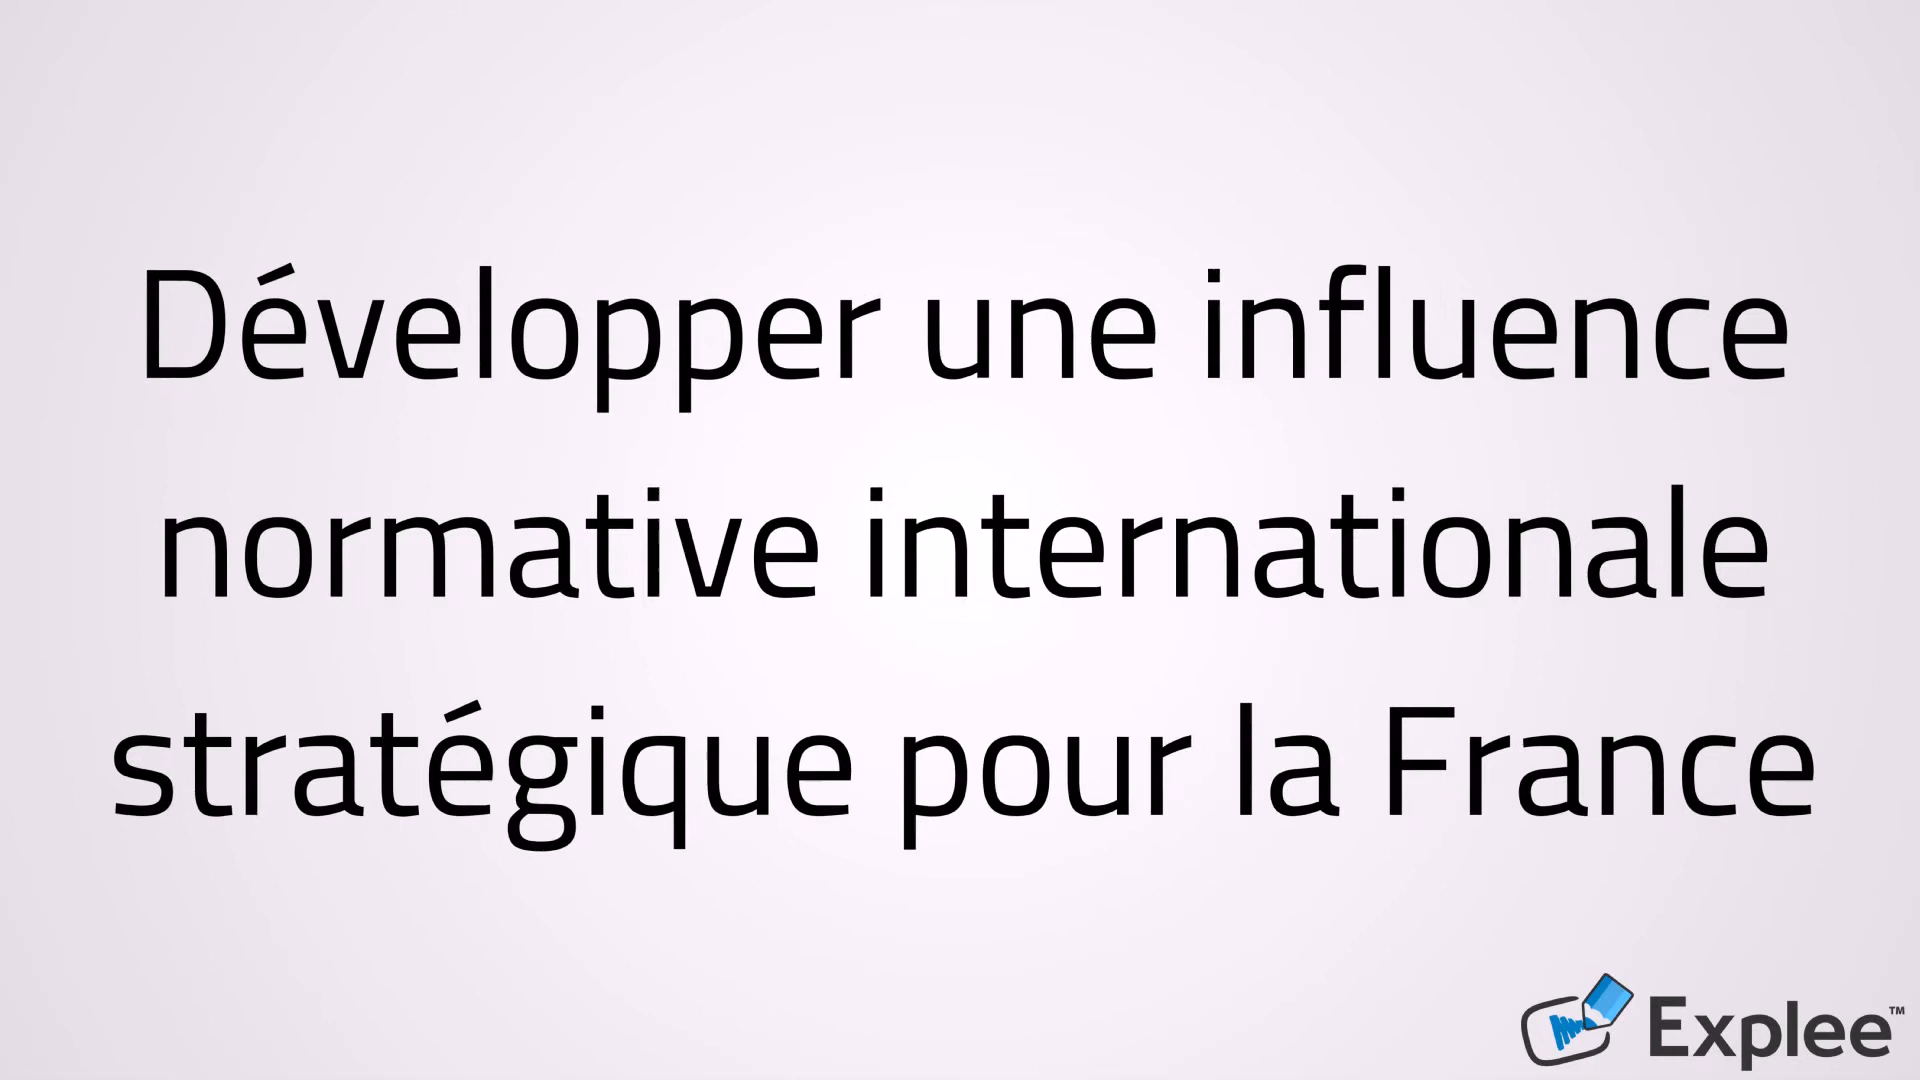 Développer une influence
normative internationale
stratégique pour la France
Explee™